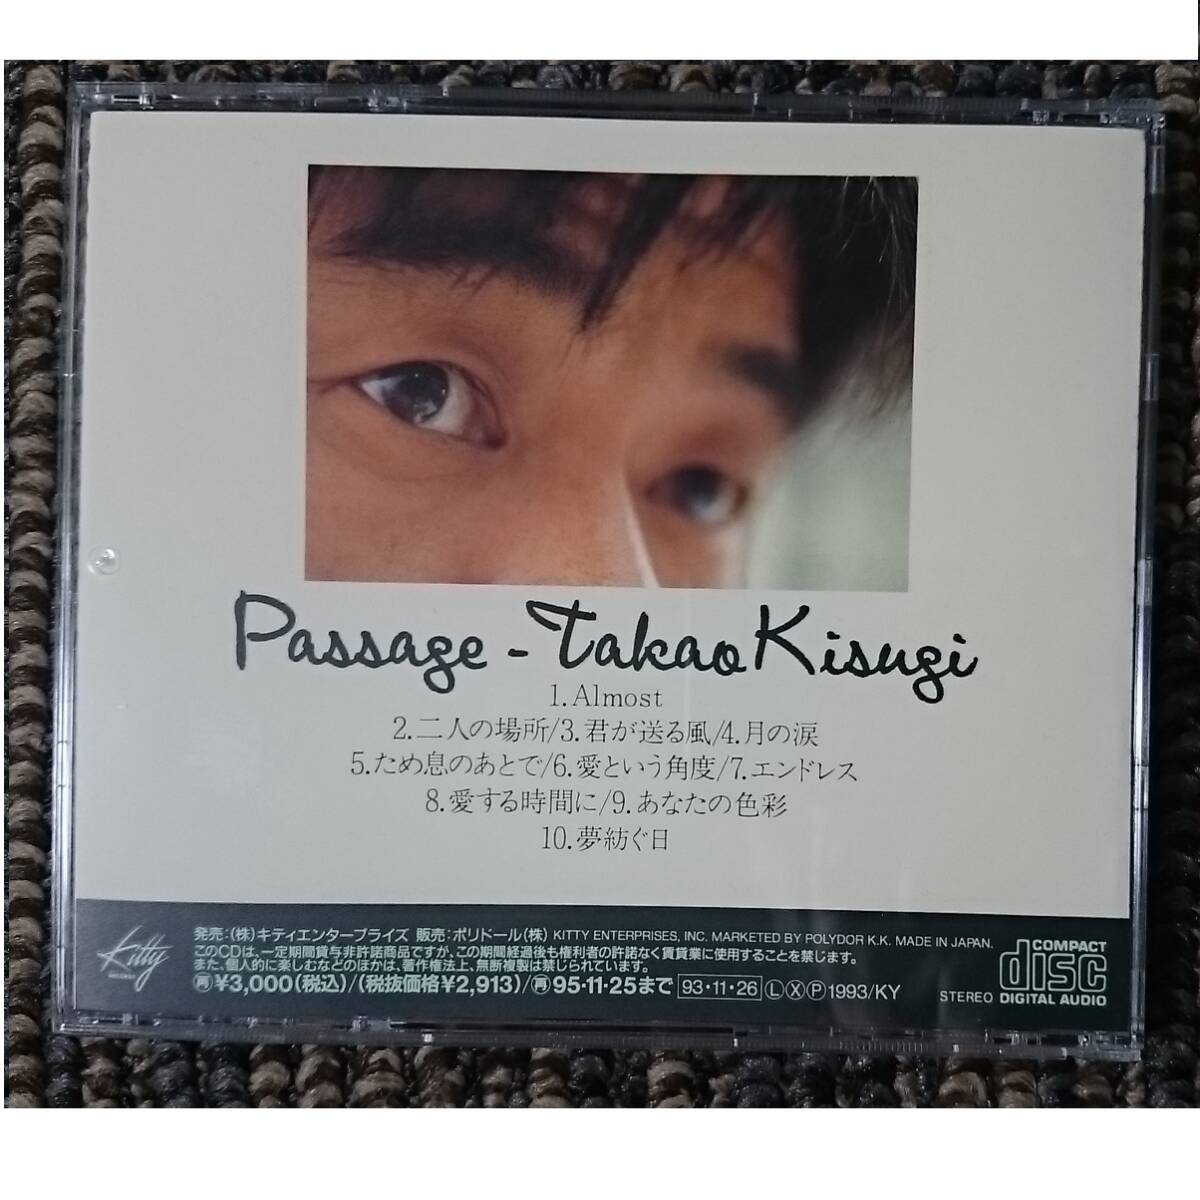 Passage - Takao Kisugi
1.Almost
2.二人の場所/3.君が送る風/4.月の涙
5.ため息のあとで/6.愛という角度/7.エンドレス
8.愛する時間に/9.あなたの色彩
10.夢紡ぐ日
Kitty
発売:(株)キティエンタープライズ 販売:ポリドール(株) KITTY ENTERPRISES, INC. MARKETED BY POLYDOR K.K. MADE IN JAPAN.
このCDは、一定期間貸与非許諾商品ですが、この期間経過後も権利者の許諾なく賃貸業に使用することを禁じます。
また、個人的に楽しむなどのほかは、著作権法上、無断複製は禁じられています。
㊐¥3,000(税込)/(税抜価格¥2,913)/㊐95・11・25まで 93・11・26 Ⓛ Ⓧ Ⓟ 1993/KY
STEREO
COMPACT
disc
DIGITAL AUDIO